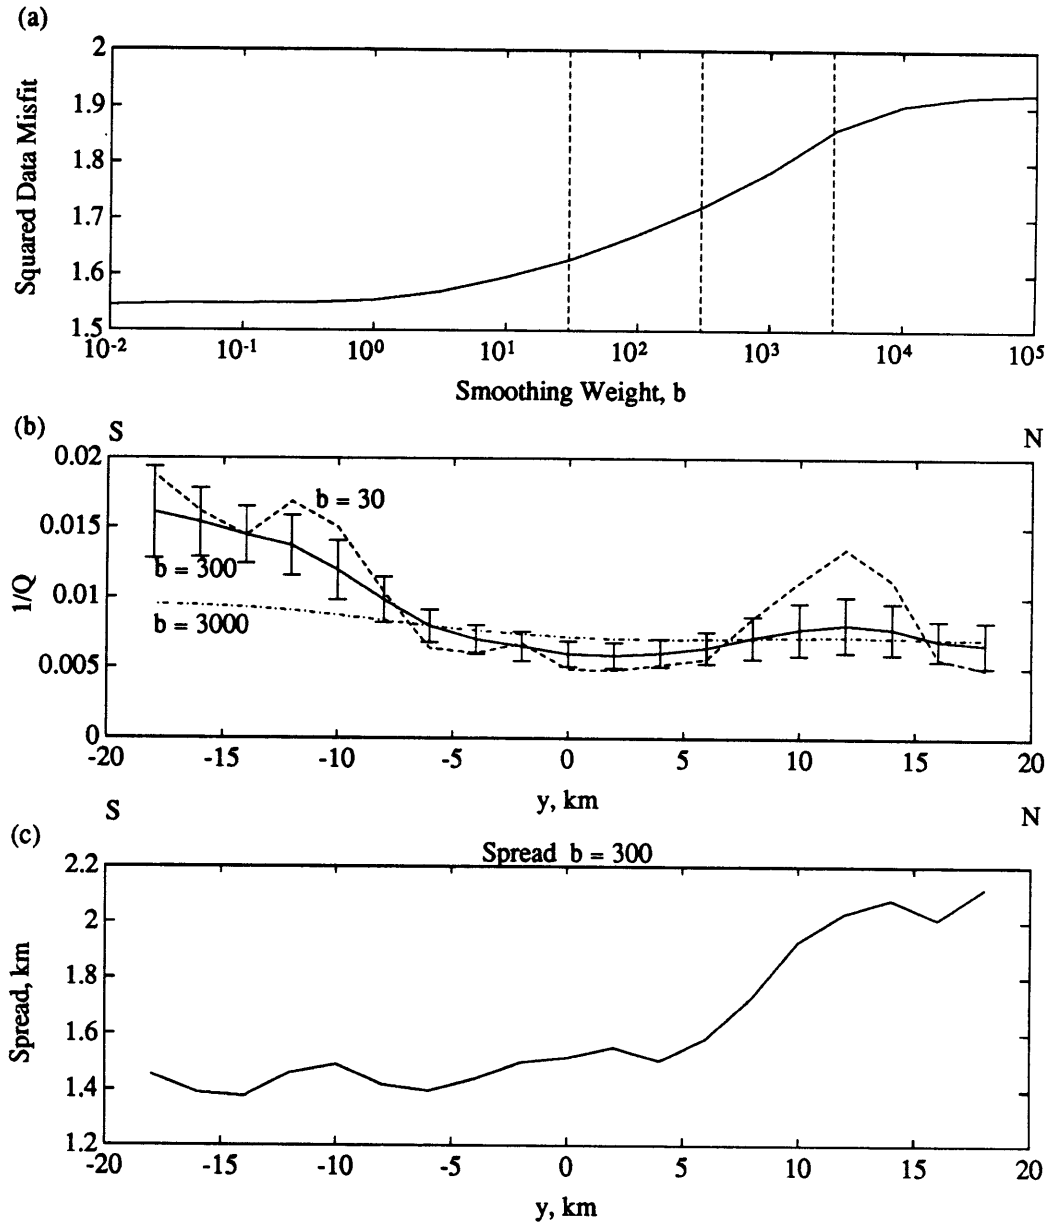 (a)
2
1.9
1.8
1.7
1.6
1.5
Squared Data Misfit
10-2 10-1 100 101 102 103 104 105
Smoothing Weight, b
(b)
S N
0.02
0.015
0.01
0.005
0
1/Q
b = 30
b = 300
b = 3000
-20 -15 -10 -5 0 5 10 15 20
y, km
S N
(c)
Spread b = 300
2.2
2
1.8
1.6
1.4
1.2
Spread, km
-20 -15 -10 -5 0 5 10 15 20
y, km